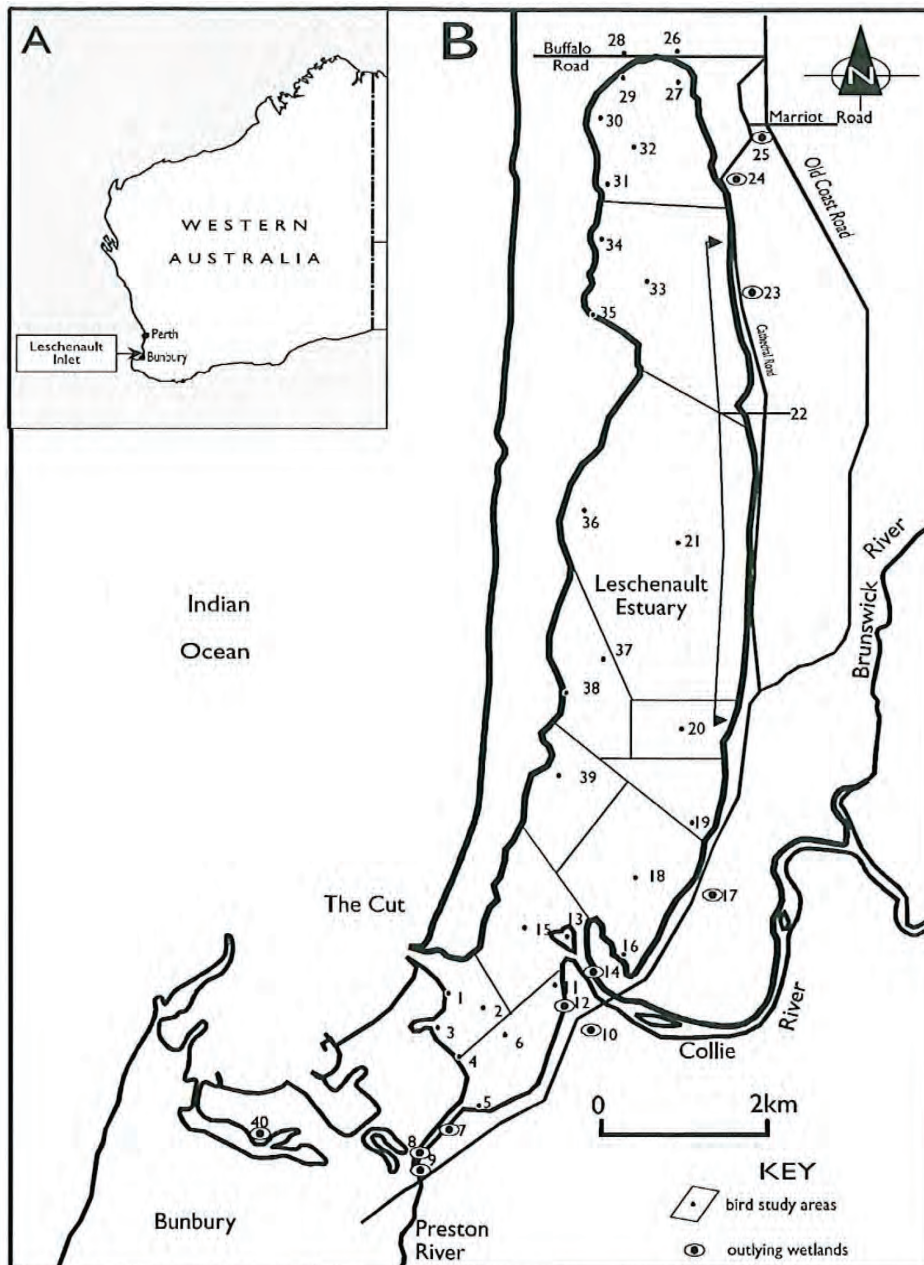 A
WESTERN
AUSTRALIA
Perth
Leschenault
Inlet
Bunbury
B
28
26
Buffalo
Road
N
29
27
30
Marriot Road
25
32
24
31
Old Coast Road
34
33
23
35
Cathedral Road
22
36
21
Leschenault
Estuary
Brunswick River
Indian
Ocean
37
38
20
39
19
18
17
The Cut
13
15
16
14
11
1
2
12
3
6
10
4
Collie River
5
0
2km
7
40
8
9
KEY
bird study areas
Bunbury
Preston
River
outlying wetlands